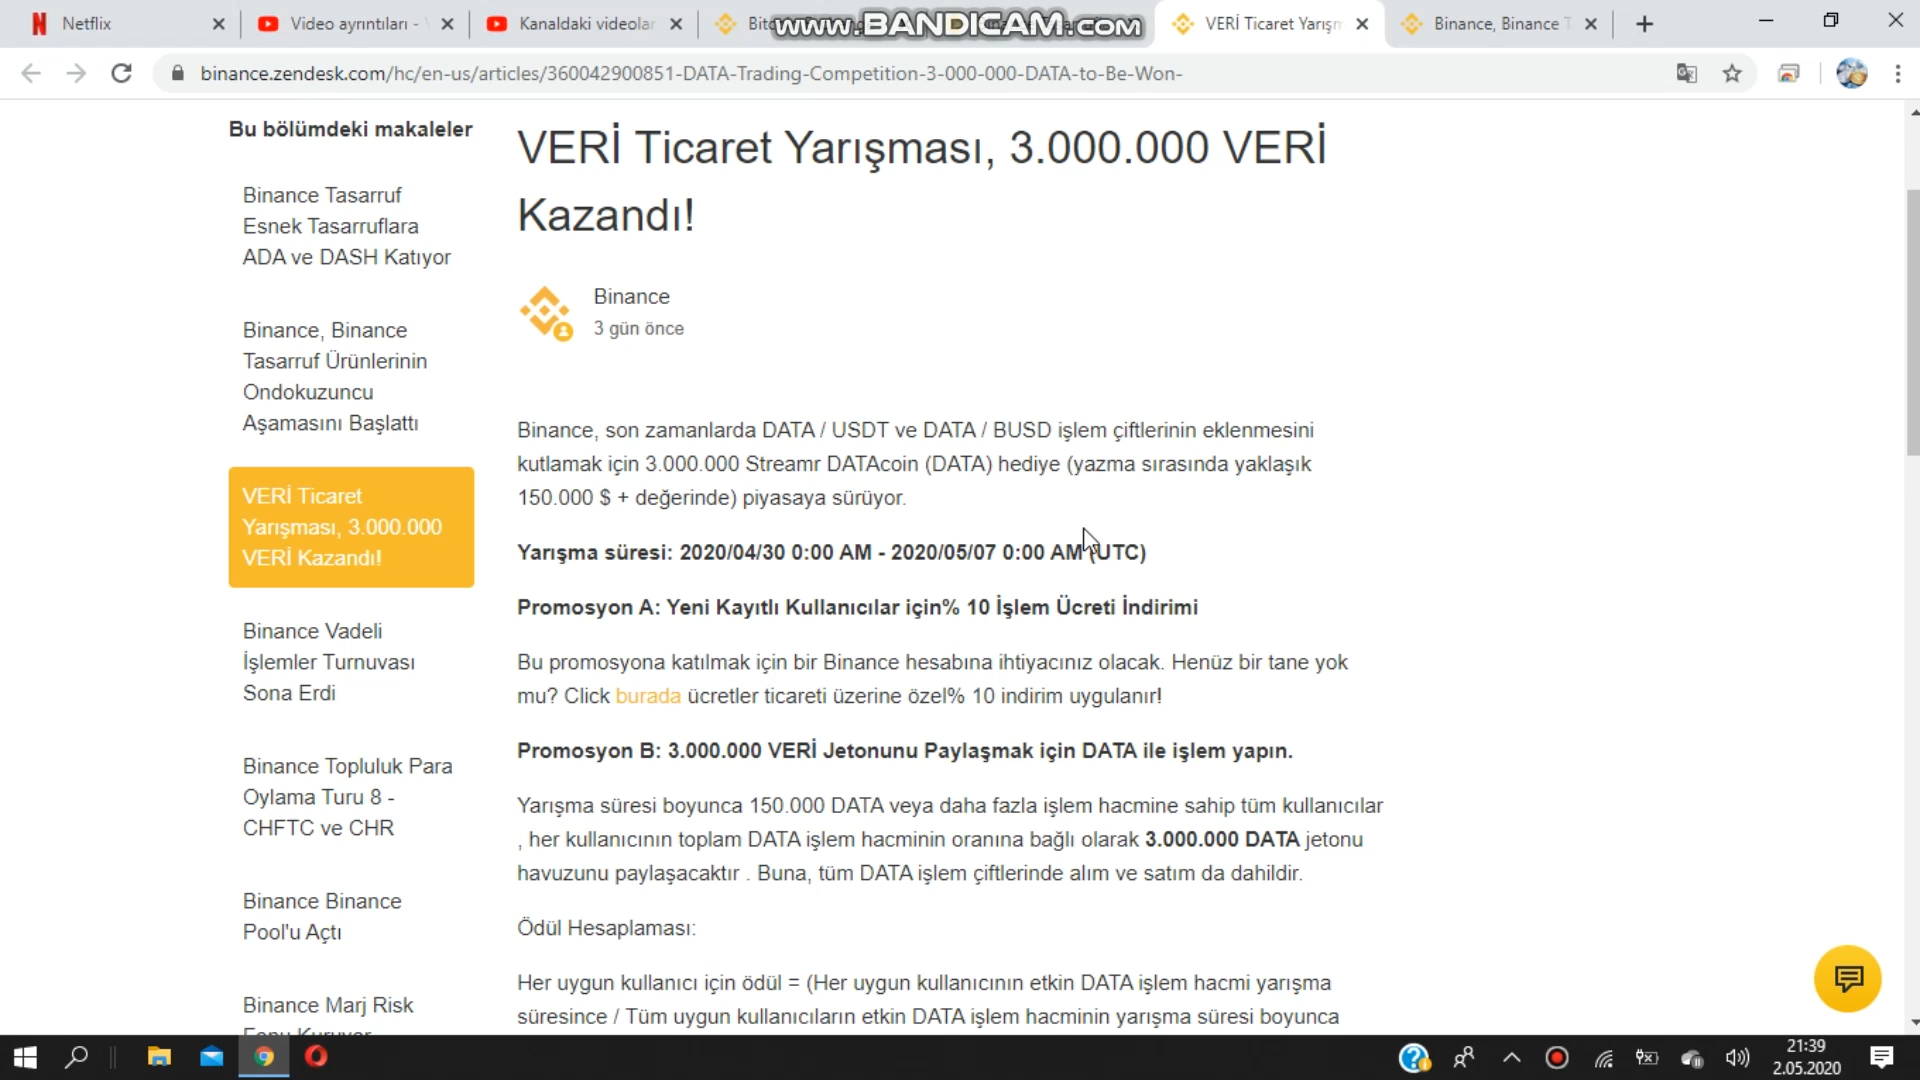 Netflix
Video ayrıntıları -
Kanaldaki videolar
www.BANDICAM.com
VERİ Ticaret Yarışm
Binance, Binance T
binance.zendesk.com/hc/en-us/articles/360042900851-DATA-Trading-Competition-3-000-000-DATA-to-Be-Won-
Bu bölümdeki makaleler
Binance Tasarruf
Esnek Tasarruflara
ADA ve DASH Katıyor
Binance, Binance
Tasarruf Ürünlerinin
Ondokuzuncu
Aşamasını Başlattı
VERİ Ticaret
Yarışması, 3.000.000
VERİ Kazandı!
Binance Vadeli
İşlemler Turnuvası
Sona Erdi
Binance Topluluk Para
Oylama Turu 8 -
CHFTC ve CHR
Binance Binance
Pool'u Açtı
Binance Marj Risk
Fonu Kuruyor
VERİ Ticaret Yarışması, 3.000.000 VERİ
Kazandı!
Binance
3 gün önce
Binance, son zamanlarda DATA / USDT ve DATA / BUSD işlem çiftlerinin eklenmesini
kutlamak için 3.000.000 Streamr DATAcoin (DATA) hediye (yazma sırasında yaklaşık
150.000 $ + değerinde) piyasaya sürüyor.
Yarışma süresi: 2020/04/30 0:00 AM - 2020/05/07 0:00 AM (UTC)
Promosyon A: Yeni Kayıtlı Kullanıcılar için% 10 İşlem Ücreti İndirimi
Bu promosyona katılmak için bir Binance hesabına ihtiyacınız olacak. Henüz bir tane yok
mu? Click burada ücretler ticareti üzerine özel% 10 indirim uygulanır!
Promosyon B: 3.000.000 VERİ Jetonunu Paylaşmak için DATA ile işlem yapın.
Yarışma süresi boyunca 150.000 DATA veya daha fazla işlem hacmine sahip tüm kullanıcılar
, her kullanıcının toplam DATA işlem hacminin oranına bağlı olarak 3.000.000 DATA jetonu
havuzunu paylaşacaktır . Buna, tüm DATA işlem çiftlerinde alım ve satım da dahildir.
Ödül Hesaplaması:
Her uygun kullanıcı için ödül = (Her uygun kullanıcının etkin DATA işlem hacmi yarışma
süresince / Tüm uygun kullanıcıların etkin DATA işlem hacminin yarışma süresi boyunca
21:39
2.05.2020